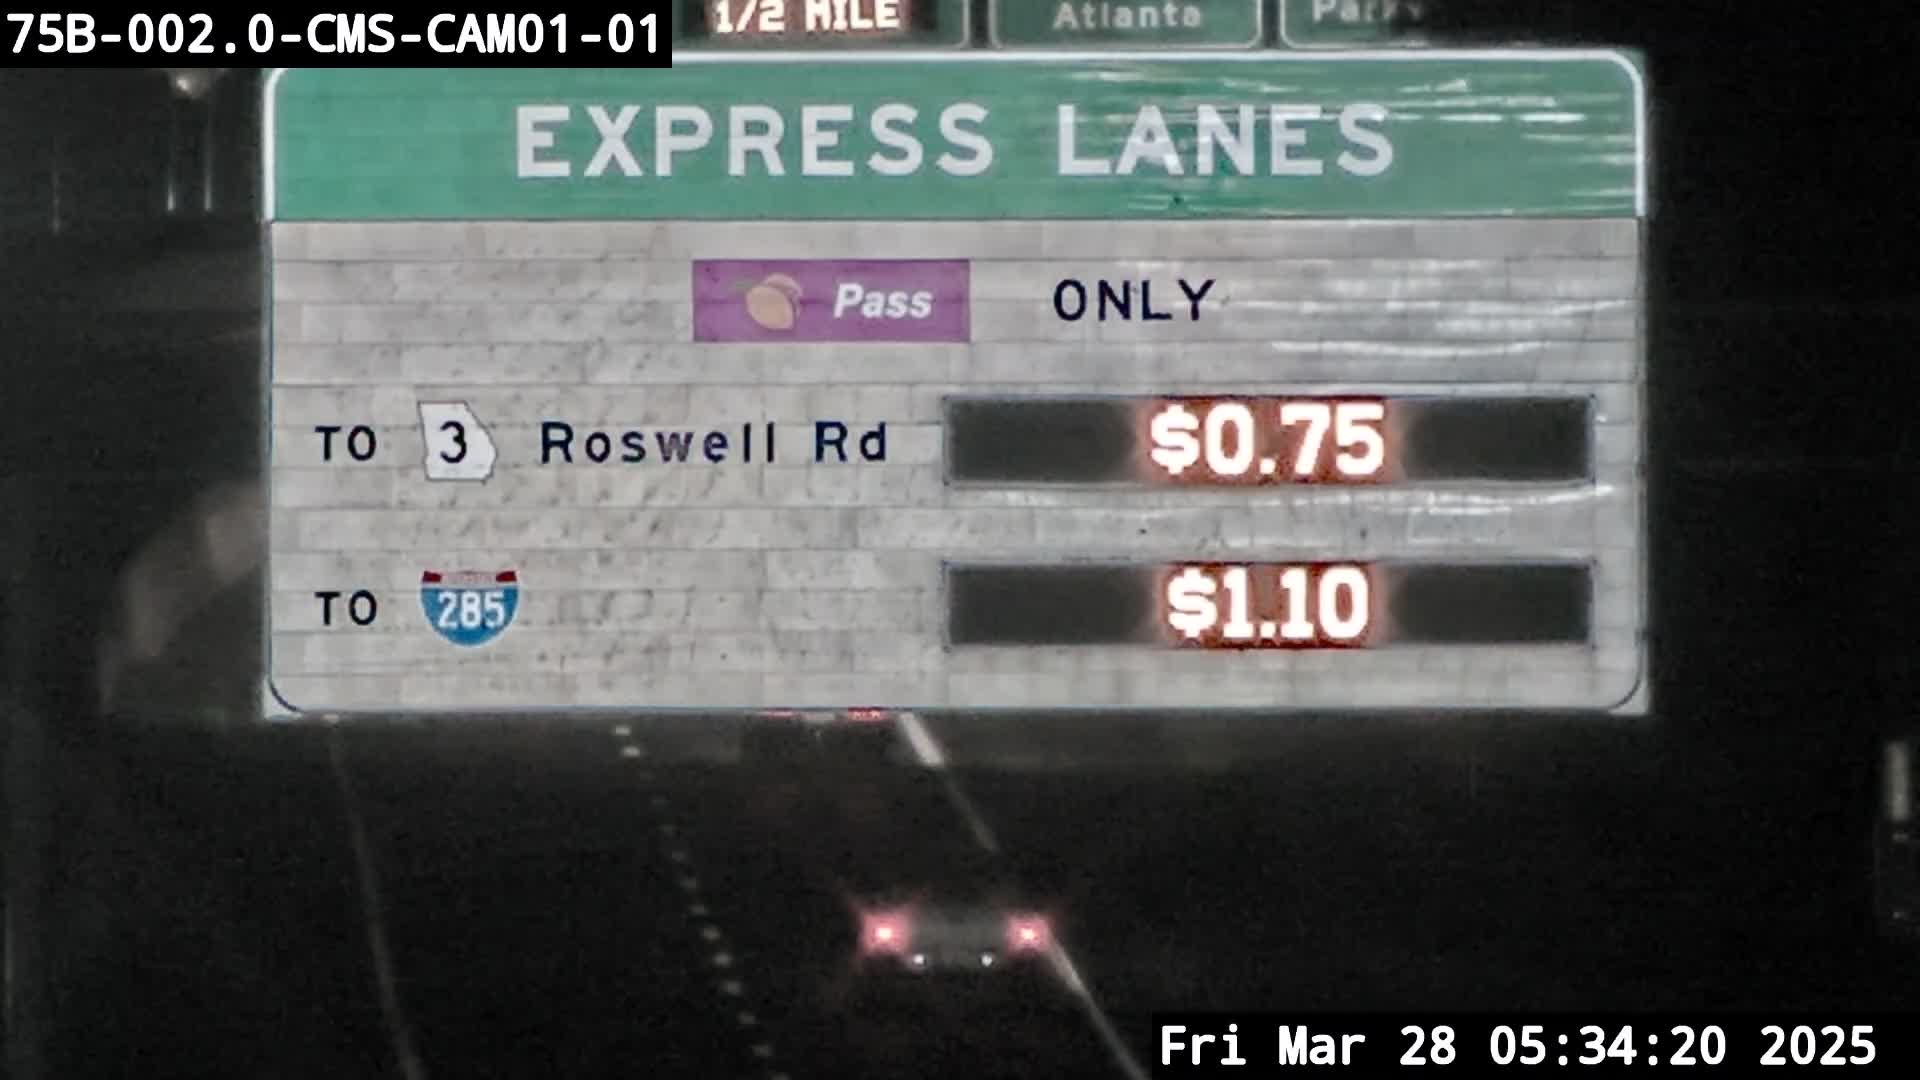 75B-002.0-CMS-CAM01-01
1/2 MILE
Atlanta
EXPRESS LANES
Pass ONLY
TO 3 Roswell Rd $0.75
TO 285 $1.10
Fri Mar 28 05:34:20 2025